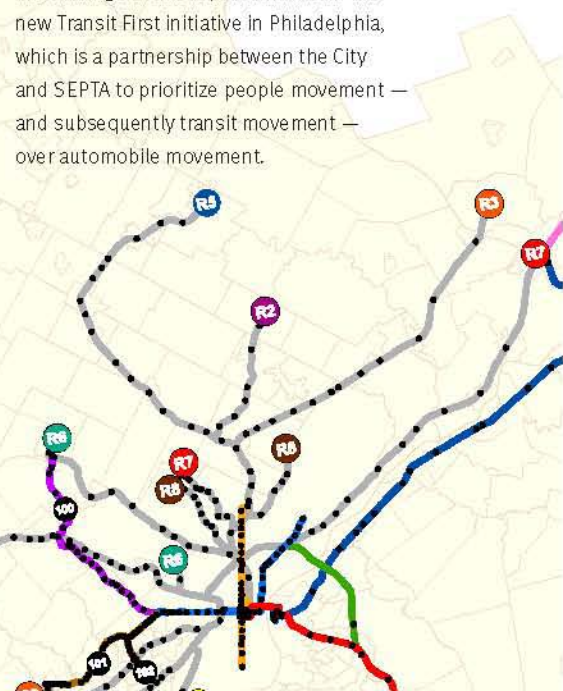 new Transit First initiative in Philadelphia,
which is a partnership between the City
and SEPTA to prioritize people movement —
and subsequently transit movement —
over automobile movement.
R5
R3
R7
R2
R6
R7
R8
R8
100
R6
101
102